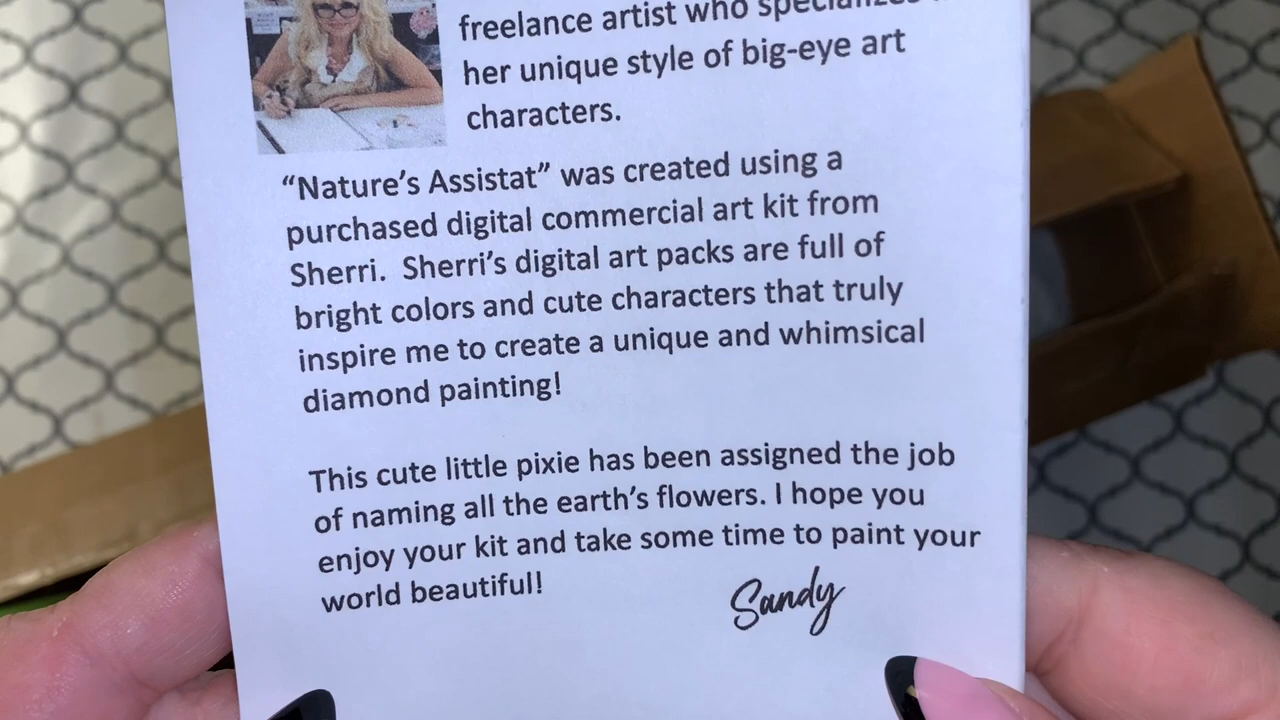 freelance artist who specializes
her unique style of big-eye art
characters.
“Nature’s Assistat” was created using a
purchased digital commercial art kit from
Sherri.  Sherri’s digital art packs are full of
bright colors and cute characters that truly
inspire me to create a unique and whimsical
diamond painting!
This cute little pixie has been assigned the job
of naming all the earth’s flowers. I hope you
enjoy your kit and take some time to paint your
world beautiful!
Sandy